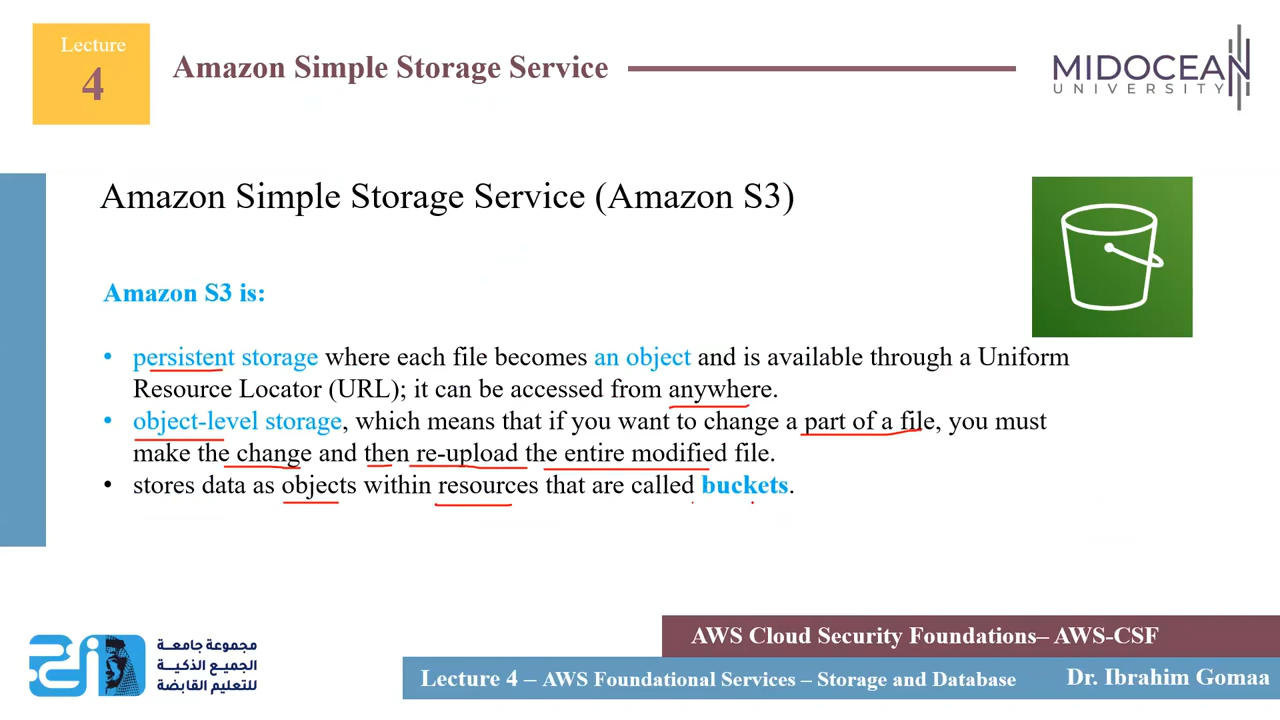 Lecture
4
Amazon Simple Storage Service
MIDOCEAN
UNIVERSITY
Amazon Simple Storage Service (Amazon S3)
Amazon S3 is:
• persistent storage where each file becomes an object and is available through a Uniform
Resource Locator (URL); it can be accessed from anywhere.
• object-level storage, which means that if you want to change a part of a file, you must
make the change and then re-upload the entire modified file.
• stores data as objects within resources that are called buckets.
مجموعة جامعة
الجميع الذكية
للتعليم القابضة
AWS Cloud Security Foundations– AWS-CSF
Lecture 4 – AWS Foundational Services – Storage and Database
Dr. Ibrahim Gomaa